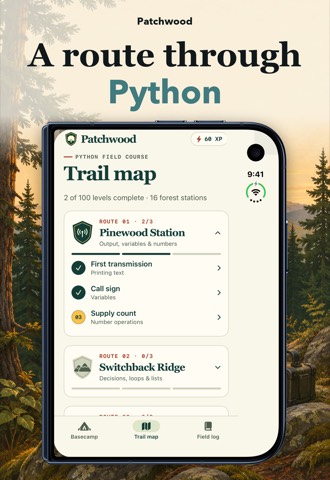 Patchwood
A route through
Python
Patchwood
60 XP
PYTHON FIELD COURSE
9:41
Trail map
2 of 100 levels complete · 16 forest stations
ROUTE 01 · 2/3
Pinewood Station
Output, variables & numbers
First transmission
Printing text
Call sign
Variables
03
Supply count
Number operations
ROUTE 02 · 0/3
Switchback Ridge
Decisions, loops & lists
Basecamp
Trail map
Field log